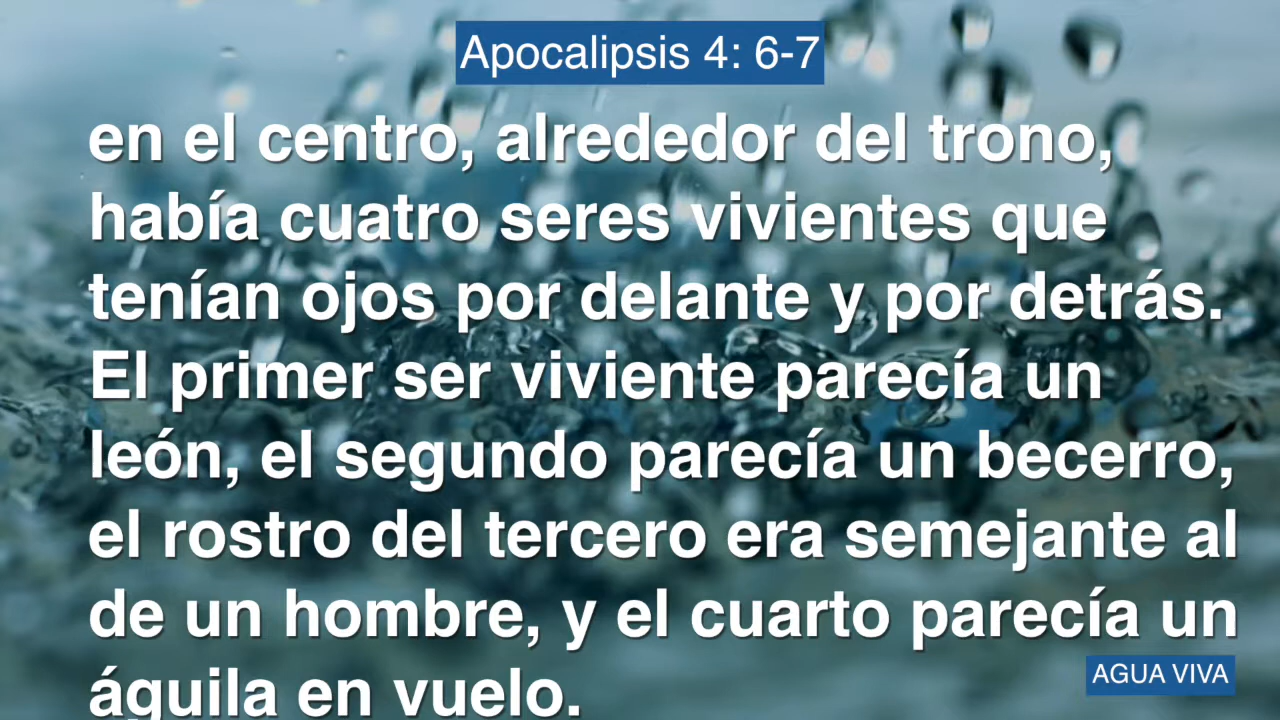 Apocalipsis 4: 6-7
en el centro, alrededor del trono,
había cuatro seres vivientes que
tenían ojos por delante y por detrás.
El primer ser viviente parecía un
león, el segundo parecía un becerro,
el rostro del tercero era semejante al
de un hombre, y el cuarto parecía un
águila en vuelo.
AGUA VIVA